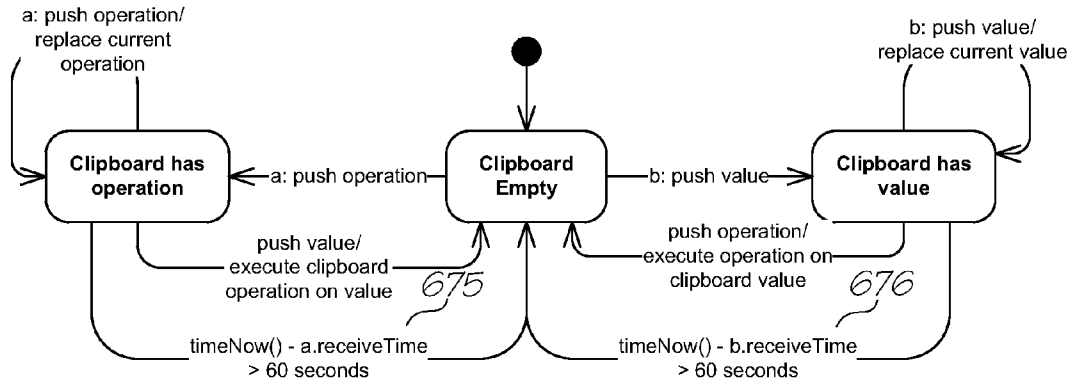 a: push operation/
replace current
operation
b: push value/
replace current value
Clipboard has
operation
a: push operation
Clipboard
Empty
b: push value
Clipboard has
value
push value/
execute clipboard
operation on value
675
push operation/
execute operation on
clipboard value
676
timeNow() - a.receiveTime
> 60 seconds
timeNow() - b.receiveTime
> 60 seconds